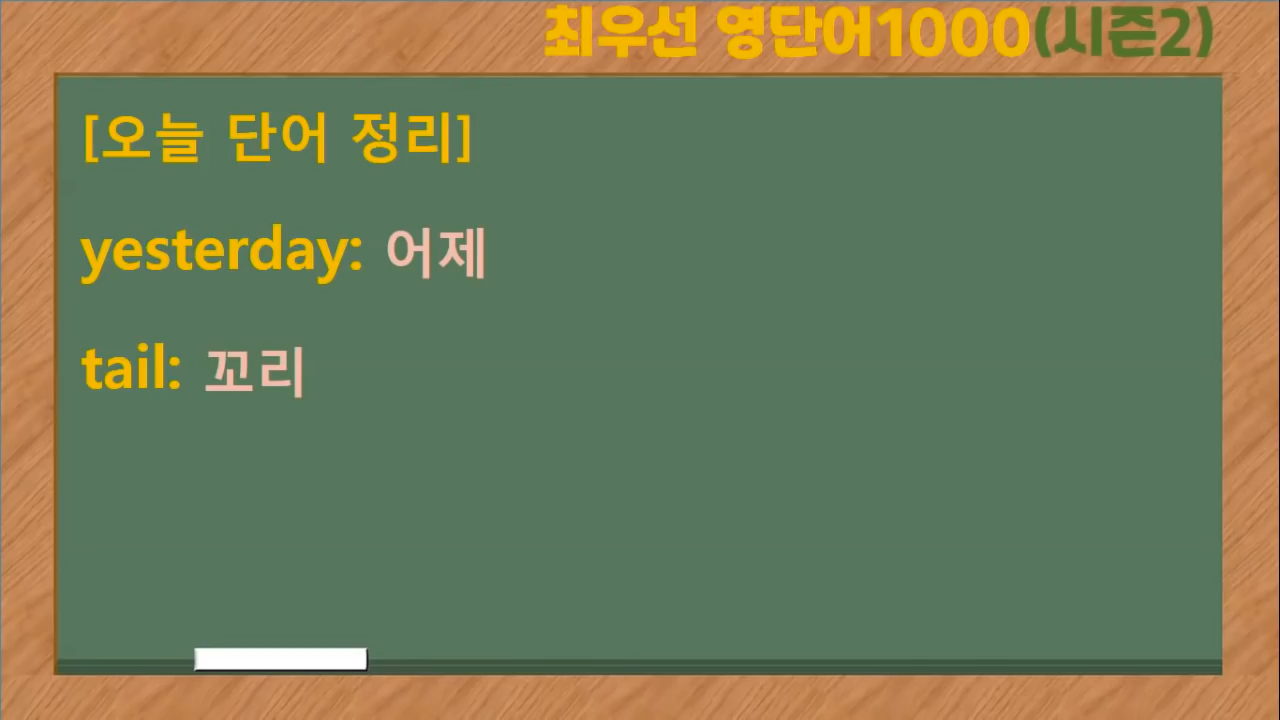 최우선 영단어1000(시즌2)
[오늘 단어 정리]
yesterday: 어제
tail: 꼬리